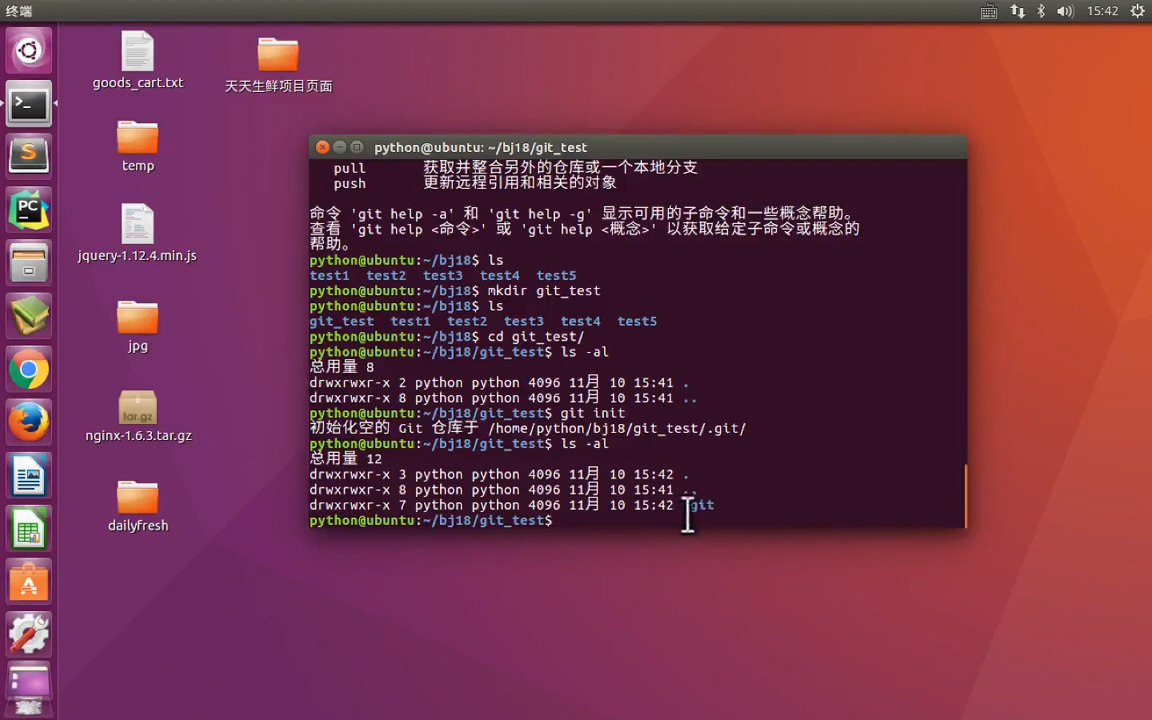 终端
15:42
goods_cart.txt
天天生鲜项目页面
temp
jquery-1.12.4.min.js
jpg
tar.gz
nginx-1.6.3.tar.gz
dailyfresh
python@ubuntu: ~/bj18/git_test
pull 获取并整合另外的仓库或一个本地分支
push 更新远程引用和相关的对象
命令 'git help -a' 和 'git help -g' 显示可用的子命令和一些概念帮助。
查看 'git help <命令>' 或 'git help <概念>' 以获取给定子命令或概念的
帮助。
python@ubuntu:~/bj18$ ls
test1 test2 test3 test4 test5
python@ubuntu:~/bj18$ mkdir git_test
python@ubuntu:~/bj18$ ls
git_test test1 test2 test3 test4 test5
python@ubuntu:~/bj18$ cd git_test/
python@ubuntu:~/bj18/git_test$ ls -al
总用量 8
drwxrwxr-x 2 python python 4096 11月 10 15:41 .
drwxrwxr-x 8 python python 4096 11月 10 15:41 ..
python@ubuntu:~/bj18/git_test$ git init
初始化空的 Git 仓库于 /home/python/bj18/git_test/.git/
python@ubuntu:~/bj18/git_test$ ls -al
总用量 12
drwxrwxr-x 3 python python 4096 11月 10 15:42 .
drwxrwxr-x 8 python python 4096 11月 10 15:41 ..
drwxrwxr-x 7 python python 4096 11月 10 15:42 .git
python@ubuntu:~/bj18/git_test$